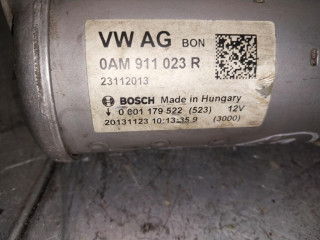 VW AG BON
0AM 911 023 R
23112013
BOSCH Made in Hungary
0 001 179 522 (523) 12V
20131123 10:13:35.9 (3000)